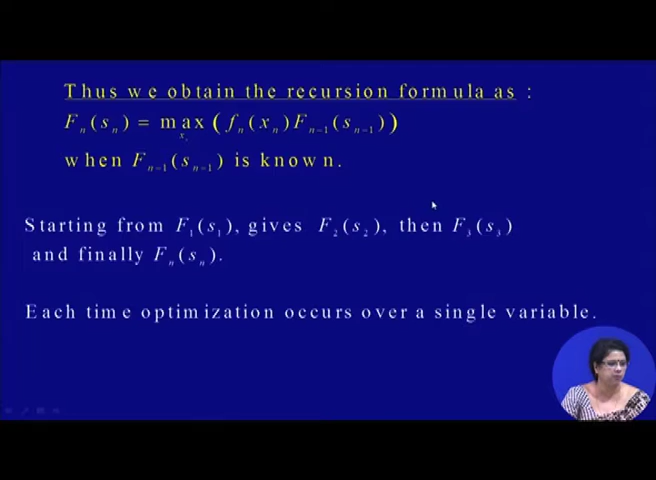 Thus we obtain the recursion formula as :
Fₙ(sₙ) = max (fₙ(xₙ)Fₙ₋₁(sₙ₋₁))
when Fₙ₋₁(sₙ₋₁) is known.
Starting from F₁(s₁), gives F₂(s₂), then F₃(s₃)
and finally Fₙ(sₙ).
Each time optimization occurs over a single variable.